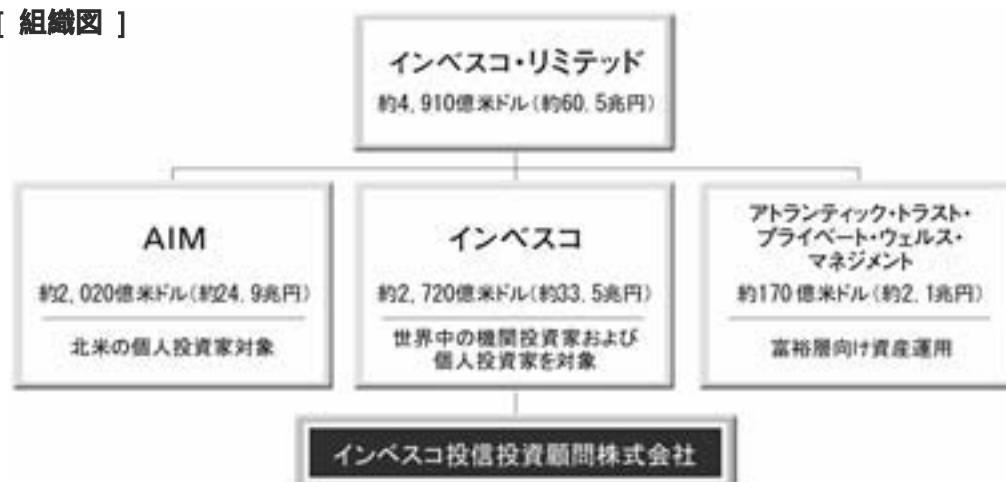 [ 組織図 ]
インベスコ・リミテッド
約4,910億米ドル(約60.5兆円)
AIM
約2,020億米ドル(約24.9兆円)
北米の個人投資家対象
インベスコ
約2,720億米ドル(約33.5兆円)
世界中の機関投資家および
個人投資家を対象
アトランティック・トラスト・
プライベート・ウェルス・
マネジメント
約170億米ドル(約2.1兆円)
富裕層向け資産運用
インベスコ投信投資顧問株式会社